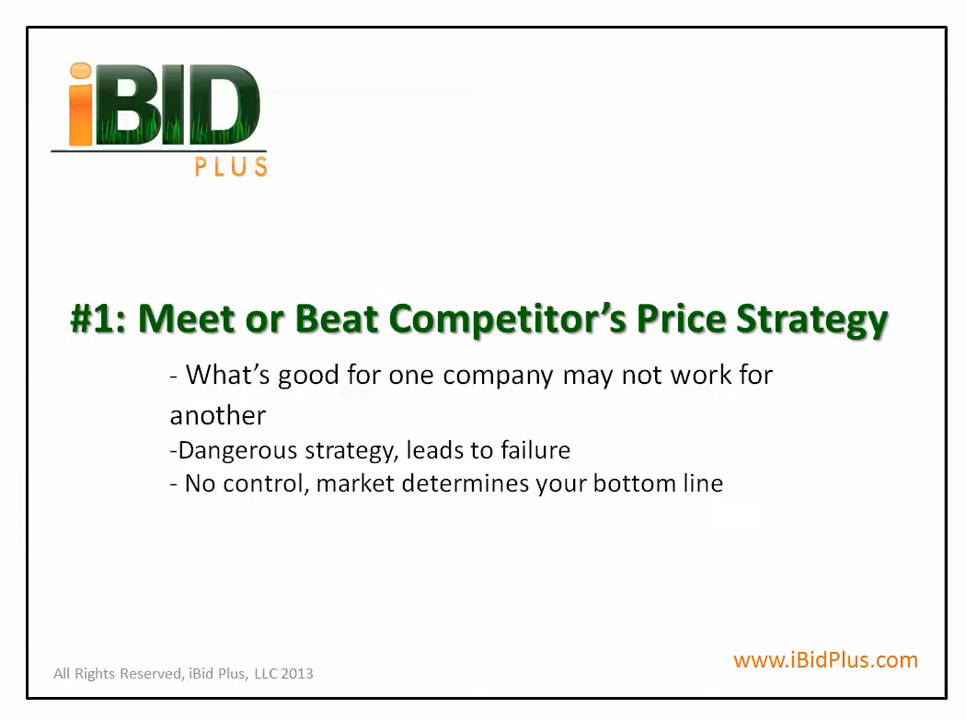 iBID
PLUS
#1: Meet or Beat Competitor’s Price Strategy
- What’s good for one company may not work for
another
-Dangerous strategy, leads to failure
- No control, market determines your bottom line
All Rights Reserved, iBid Plus, LLC 2013
www.iBidPlus.com